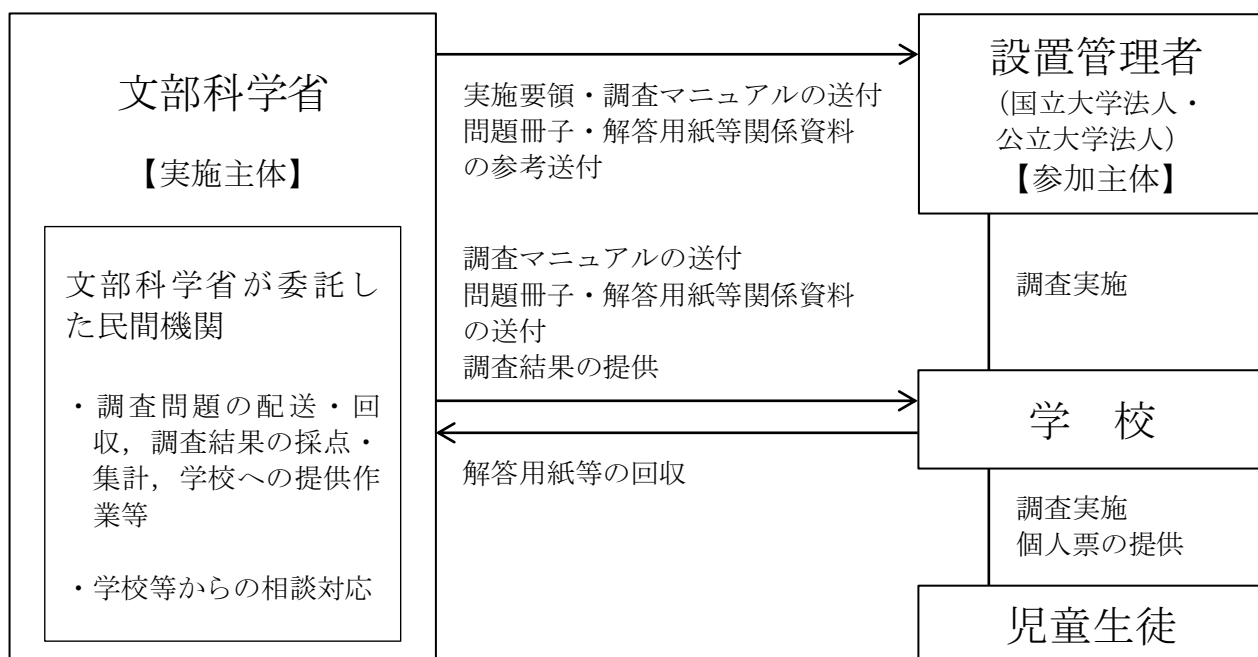 文部科学省
【実施主体】
文部科学省が委託し
た民間機関
・調査問題の配送・回
収，調査結果の採点・
集計，学校への提供作
業等
・学校等からの相談対応
実施要領・調査マニュアルの送付
問題冊子・解答用紙等関係資料
の参考送付
調査マニュアルの送付
問題冊子・解答用紙等関係資料
の送付
調査結果の提供
解答用紙等の回収
設置管理者
（国立大学法人・
公立大学法人）
【参加主体】
調査実施
学　校
調査実施
個人票の提供
児童生徒